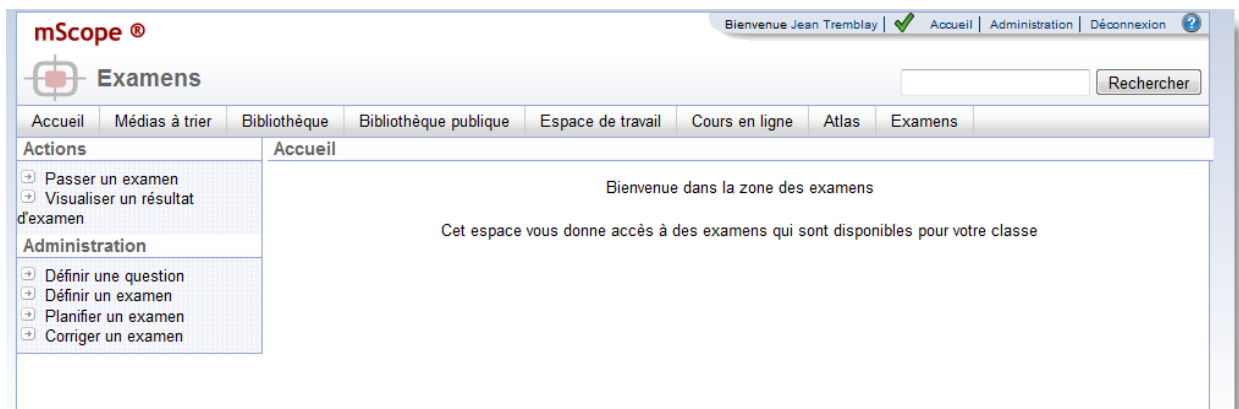 mScope ®
Bienvenue Jean Tremblay | Accueil | Administration | Déconnexion ?
Examens
Rechercher
Accueil Médias à trier Bibliothèque Bibliothèque publique Espace de travail Cours en ligne Atlas Examens
Actions
Passer un examen
Visualiser un résultat
d'examen
Administration
Définir une question
Définir un examen
Planifier un examen
Corriger un examen
Accueil
Bienvenue dans la zone des examens
Cet espace vous donne accès à des examens qui sont disponibles pour votre classe